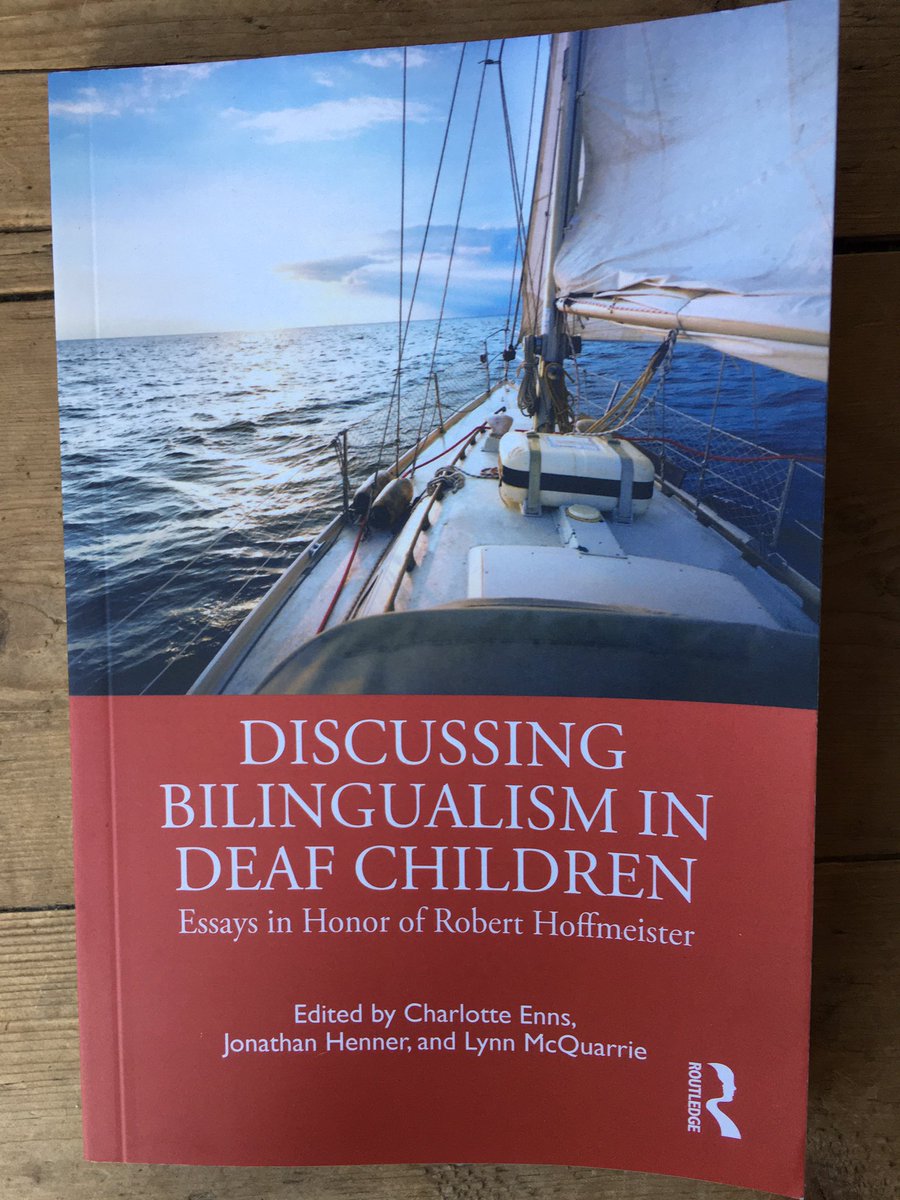 DISCUSSING
BILINGUALISM IN
DEAF CHILDREN
Essays in Honor of Robert Hoffmeister
Edited by Charlotte Enns,
Jonathan Henner, and Lynn McQuarrie
ROUTLEDGE